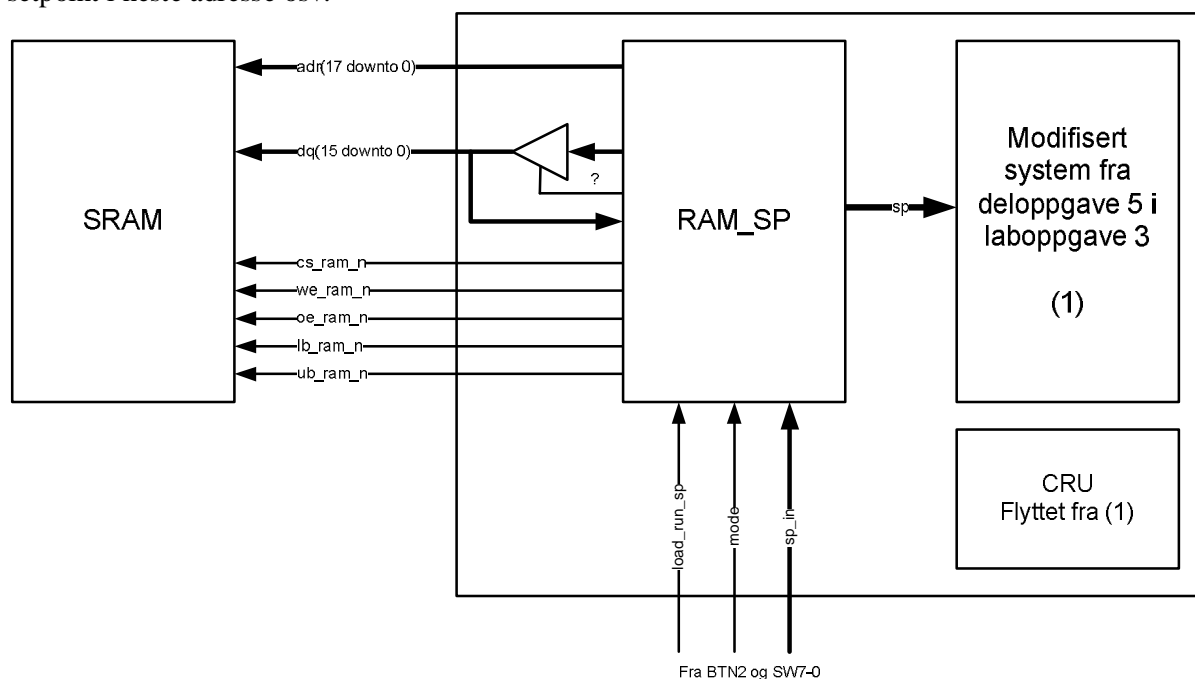 setpoint i neste adresse osv.
adr(17 downto 0)
dq(15 downto 0)
?
SRAM
RAM_SP
sp
Modifisert
system fra
deloppgave 5 i
laboppgave 3
(1)
cs_ram_n
we_ram_n
oe_ram_n
lb_ram_n
ub_ram_n
load_run_sp
mode
sp_in
CRU
Flyttet fra (1)
Fra BTN2 og SW7-0